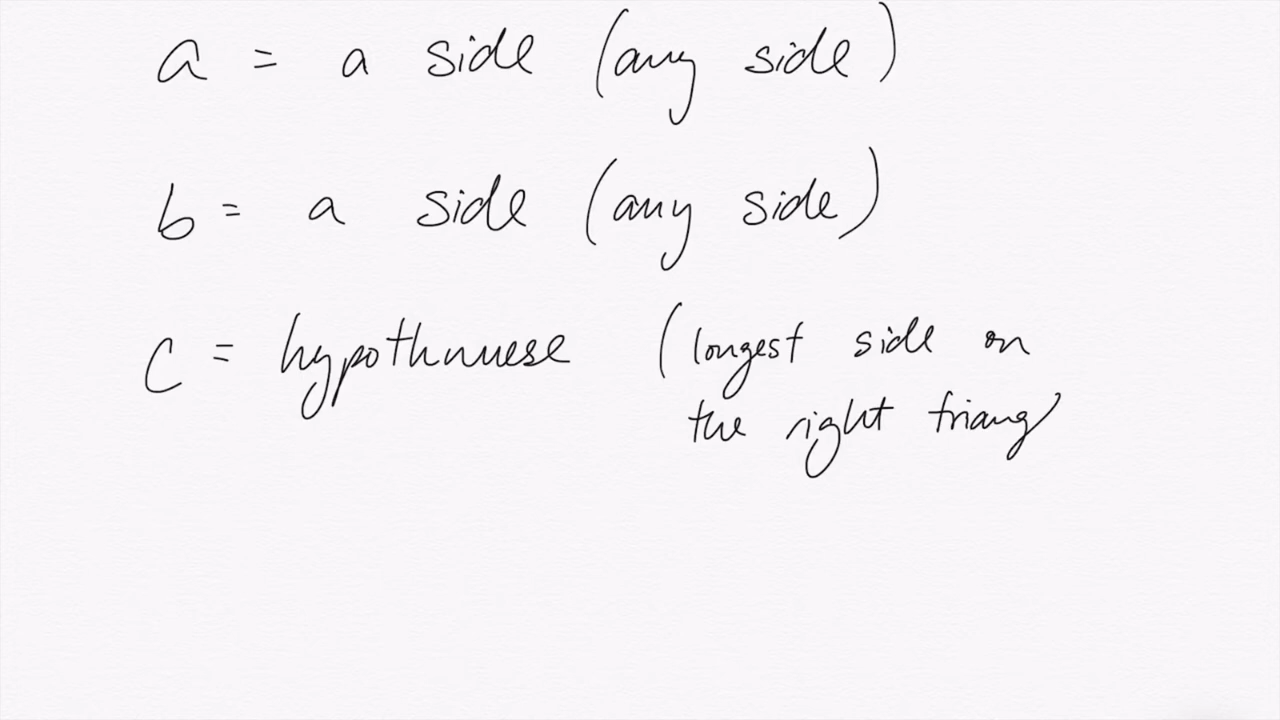 a = a side (any side)
b = a side (any side)
c = hypothnuese (longest side on
the right triang